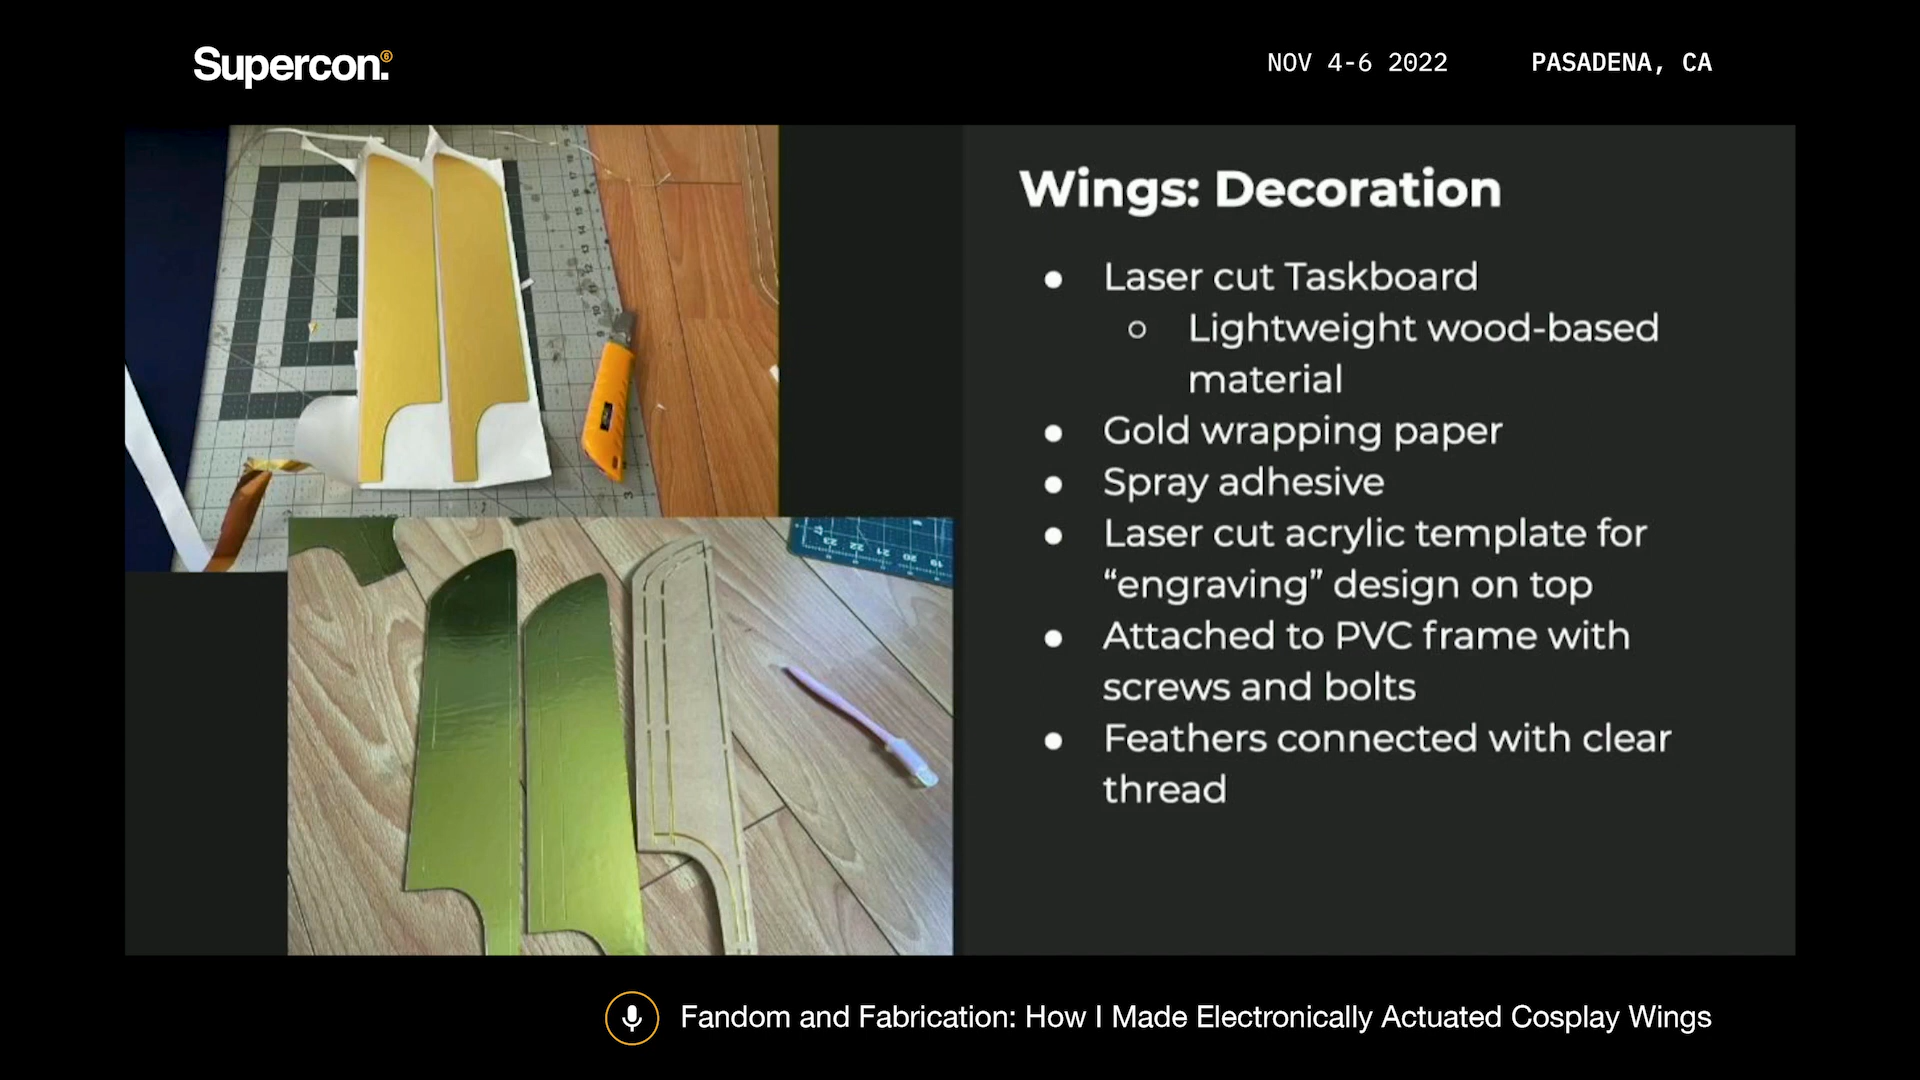 Supercon.6
NOV 4-6 2022
PASADENA, CA
Wings: Decoration
● Laser cut Taskboard
○ Lightweight wood-based
material
● Gold wrapping paper
● Spray adhesive
● Laser cut acrylic template for
“engraving” design on top
● Attached to PVC frame with
screws and bolts
● Feathers connected with clear
thread
Fandom and Fabrication: How I Made Electronically Actuated Cosplay Wings